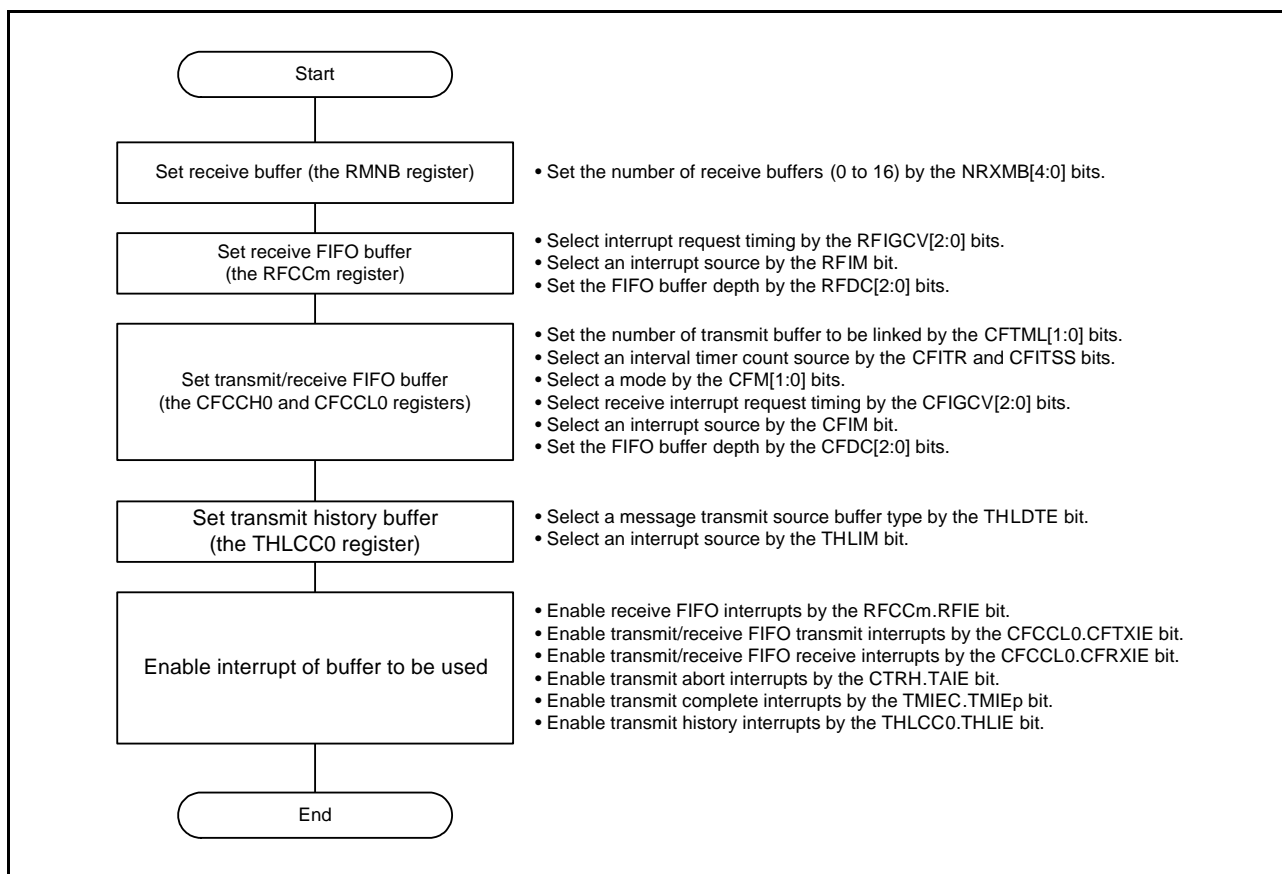 Start
Set receive buffer (the RMNB register)
• Set the number of receive buffers (0 to 16) by the NRXMB[4:0] bits.
Set receive FIFO buffer
(the RFCCm register)
• Select interrupt request timing by the RFIGCV[2:0] bits.
• Select an interrupt source by the RFIM bit.
• Set the FIFO buffer depth by the RFDC[2:0] bits.
Set transmit/receive FIFO buffer
(the CFCCH0 and CFCCL0 registers)
• Set the number of transmit buffer to be linked by the CFTML[1:0] bits.
• Select an interval timer count source by the CFITR and CFITSS bits.
• Select a mode by the CFM[1:0] bits.
• Select receive interrupt request timing by the CFIGCV[2:0] bits.
• Select an interrupt source by the CFIM bit.
• Set the FIFO buffer depth by the CFDC[2:0] bits.
Set transmit history buffer
(the THLCC0 register)
• Select a message transmit source buffer type by the THLDTE bit.
• Select an interrupt source by the THLIM bit.
Enable interrupt of buffer to be used
• Enable receive FIFO interrupts by the RFCCm.RFIE bit.
• Enable transmit/receive FIFO transmit interrupts by the CFCCL0.CFTXIE bit.
• Enable transmit/receive FIFO receive interrupts by the CFCCL0.CFRXIE bit.
• Enable transmit abort interrupts by the CTRH.TAIE bit.
• Enable transmit complete interrupts by the TMIEC.TMIEp bit.
• Enable transmit history interrupts by the THLCC0.THLIE bit.
End